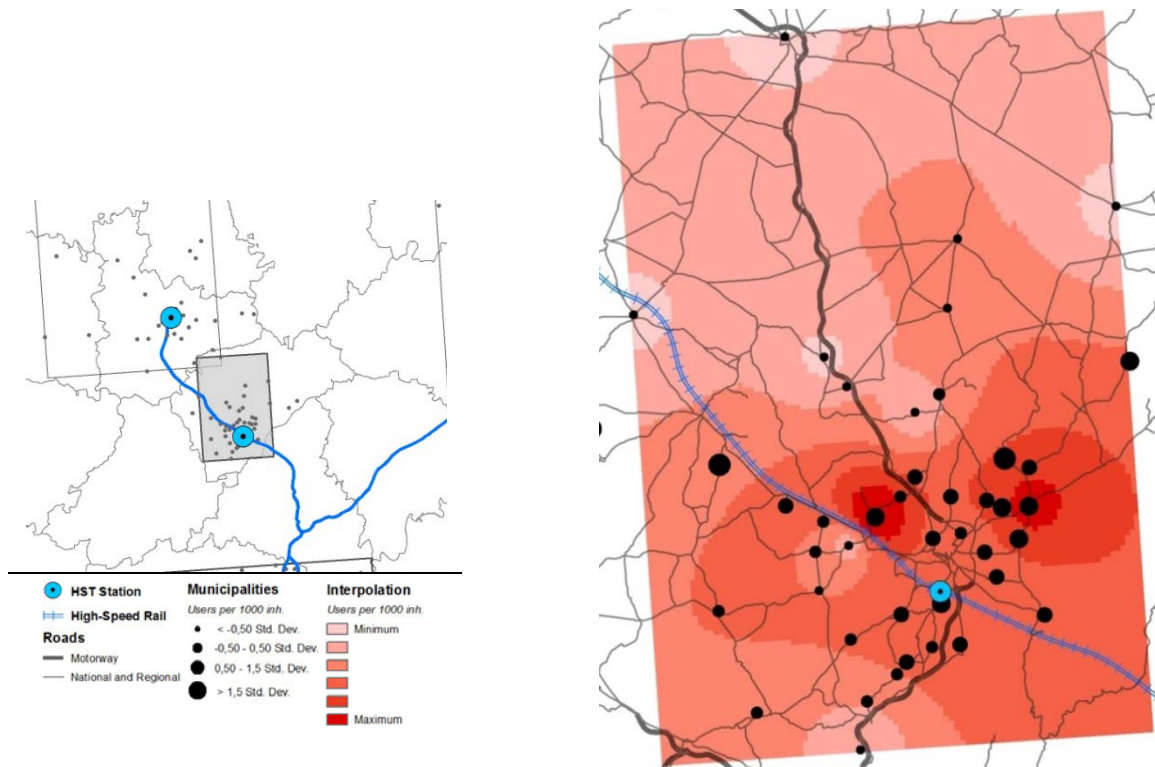 HST Station
High-Speed Rail
Roads
Motorway
National and Regional
Municipalities
Users per 1000 inh.
< -0,50 Std. Dev.
-0,50 - 0,50 Std. Dev.
0,50 - 1,5 Std. Dev.
> 1,5 Std. Dev.
Interpolation
Users per 1000 inh.
Minimum
Maximum